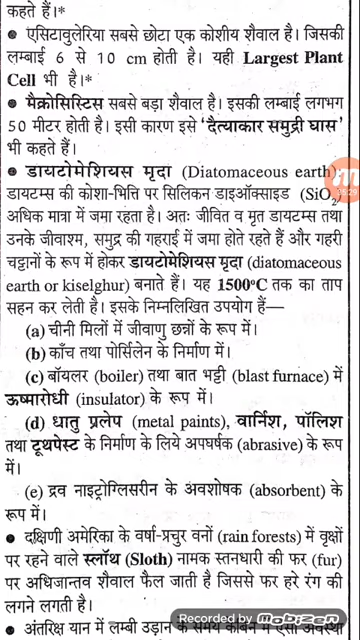 कहते हैं।*
● एसिटावुलेरिया सबसे छोटा एक कोशीय शैवाल है। जिसकी
लम्बाई 6 से 10 cm होती है। यही Largest Plant
Cell भी है।*
● मैक्रोसिस्टिस सबसे बड़ा शैवाल है। इसकी लम्बाई लगभग
50 मीटर होती है। इसी कारण इसे 'दैत्याकार समुद्री घास'
भी कहते हैं।
● डायटोमेशियस मृदा (Diatomaceous earth)
डायटम्स की कोशा-भित्ति पर सिलिकन डाइऑक्साइड (SiO2)
अधिक मात्रा में जमा रहता है। अतः जीवित व मृत डायटम्स तथा
उनके जीवाश्म, समुद्र की गहराई में जमा होते रहते हैं और गहरी
चट्टानों के रूप में होकर डायटोमेशियस मृदा (diatomaceous
earth or kiselghur) बनाते हैं। यह 1500°C तक का ताप
सहन कर लेती है। इसके निम्नलिखित उपयोग हैं—
(a) चीनी मिलों में जीवाणु छन्नों के रूप में।
(b) काँच तथा पोर्सिलेन के निर्माण में।
(c) बॉयलर (boiler) तथा बात भट्टी (blast furnace) में
ऊष्मारोधी (insulator) के रूप में।
(d) धातु प्रलेप (metal paints), वार्निश, पॉलिश
तथा टूथपेस्ट के निर्माण के लिये अपघर्षक (abrasive) के रूप
में।
(e) द्रव नाइट्रोग्लिसरीन के अवशोषक (absorbent) के
रूप में।
● दक्षिणी अमेरिका के वर्षा-प्रचुर वनों (rain forests) में वृक्षों
पर रहने वाले स्लॉथ (Sloth) नामक स्तनधारी की फर (fur)
पर अधिजान्तव शैवाल फैल जाती है जिससे फर हरे रंग की
लगने लगती है।
● अंतरिक्ष यान में लम्बी उड़ान के समय
M
05:29
RECORDED BY
MOBIZEN